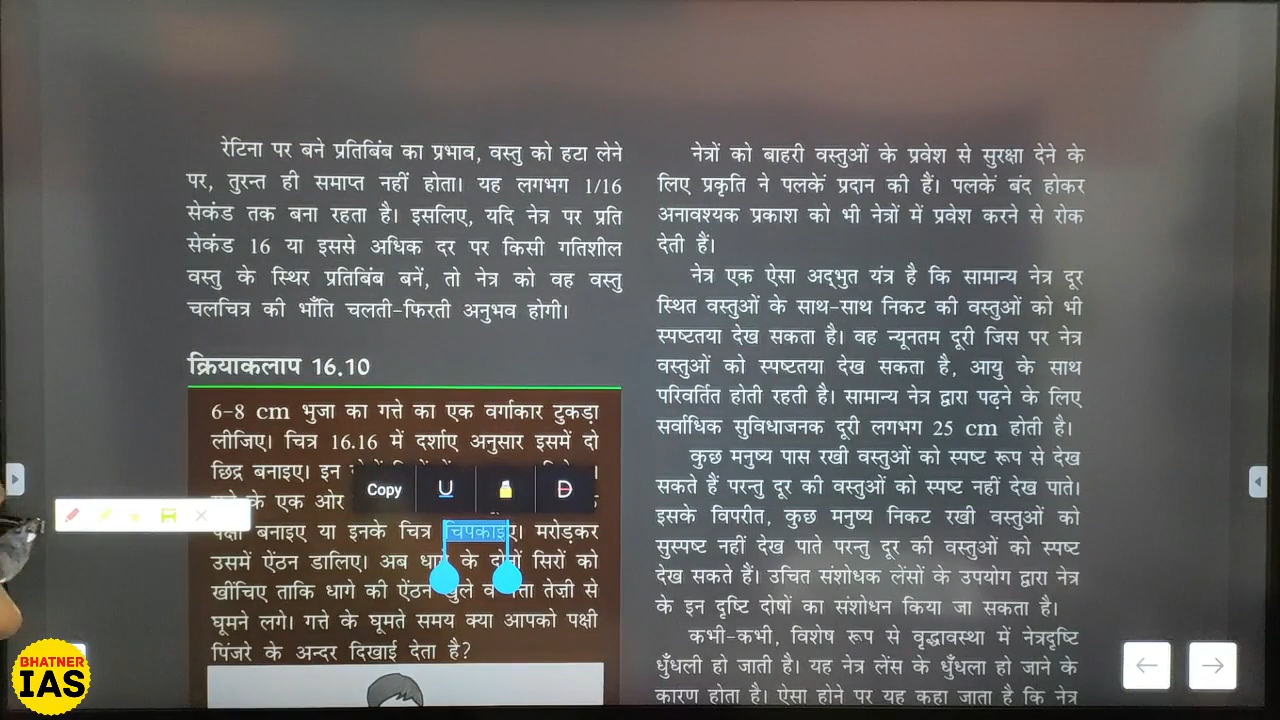 रेटिना पर बने प्रतिबिंब का प्रभाव, वस्तु को हटा लेने
पर, तुरन्त ही समाप्त नहीं होता। यह लगभग 1/16
सेकंड तक बना रहता है। इसलिए, यदि नेत्र पर प्रति
सेकंड 16 या इससे अधिक दर पर किसी गतिशील
वस्तु के स्थिर प्रतिबिंब बनें, तो नेत्र को वह वस्तु
चलचित्र की भाँति चलती-फिरती अनुभव होगी।
क्रियाकलाप 16.10
6-8 cm भुजा का गत्ते का एक वर्गाकार टुकड़ा
लीजिए। चित्र 16.16 में दर्शाए अनुसार इसमें दो
छिद्र बनाइए। इन
Copy U D
के एक ओर
पक्षी बनाइए या इनके चित्र चिपकाइए। मरोड़कर
उसमें ऐंठन डालिए। अब धागे के दोनों सिरों को
खींचिए ताकि धागे की ऐंठन खुले व गत्ता तेज़ी से
घूमने लगे। गत्ते के घूमते समय क्या आपको पक्षी
पिंजरे के अन्दर दिखाई देता है?
नेत्रों को बाहरी वस्तुओं के प्रवेश से सुरक्षा देने के
लिए प्रकृति ने पलकें प्रदान की हैं। पलकें बंद होकर
अनावश्यक प्रकाश को भी नेत्रों में प्रवेश करने से रोक
देती हैं।
नेत्र एक ऐसा अद्‌भुत यंत्र है कि सामान्य नेत्र दूर
स्थित वस्तुओं के साथ-साथ निकट की वस्तुओं को भी
स्पष्टतया देख सकता है। वह न्यूनतम दूरी जिस पर नेत्र
वस्तुओं को स्पष्टतया देख सकता है, आयु के साथ
परिवर्तित होती रहती है। सामान्य नेत्र द्वारा पढ़ने के लिए
सर्वाधिक सुविधाजनक दूरी लगभग 25 cm होती है।
कुछ मनुष्य पास रखी वस्तुओं को स्पष्ट रूप से देख
सकते हैं परन्तु दूर की वस्तुओं को स्पष्ट नहीं देख पाते।
इसके विपरीत, कुछ मनुष्य निकट रखी वस्तुओं को
सुस्पष्ट नहीं देख पाते परन्तु दूर की वस्तुओं को स्पष्ट
देख सकते हैं। उचित संशोधक लेंसों के उपयोग द्वारा नेत्र
के इन दृष्टि दोषों का संशोधन किया जा सकता है।
कभी-कभी, विशेष रूप से वृद्धावस्था में नेत्रदृष्टि
धुँधली हो जाती है। यह नेत्र लेंस के धुँधला हो जाने के
कारण होता है। ऐसा होने पर यह कहा जाता है कि नेत्र
BHATNER
IAS